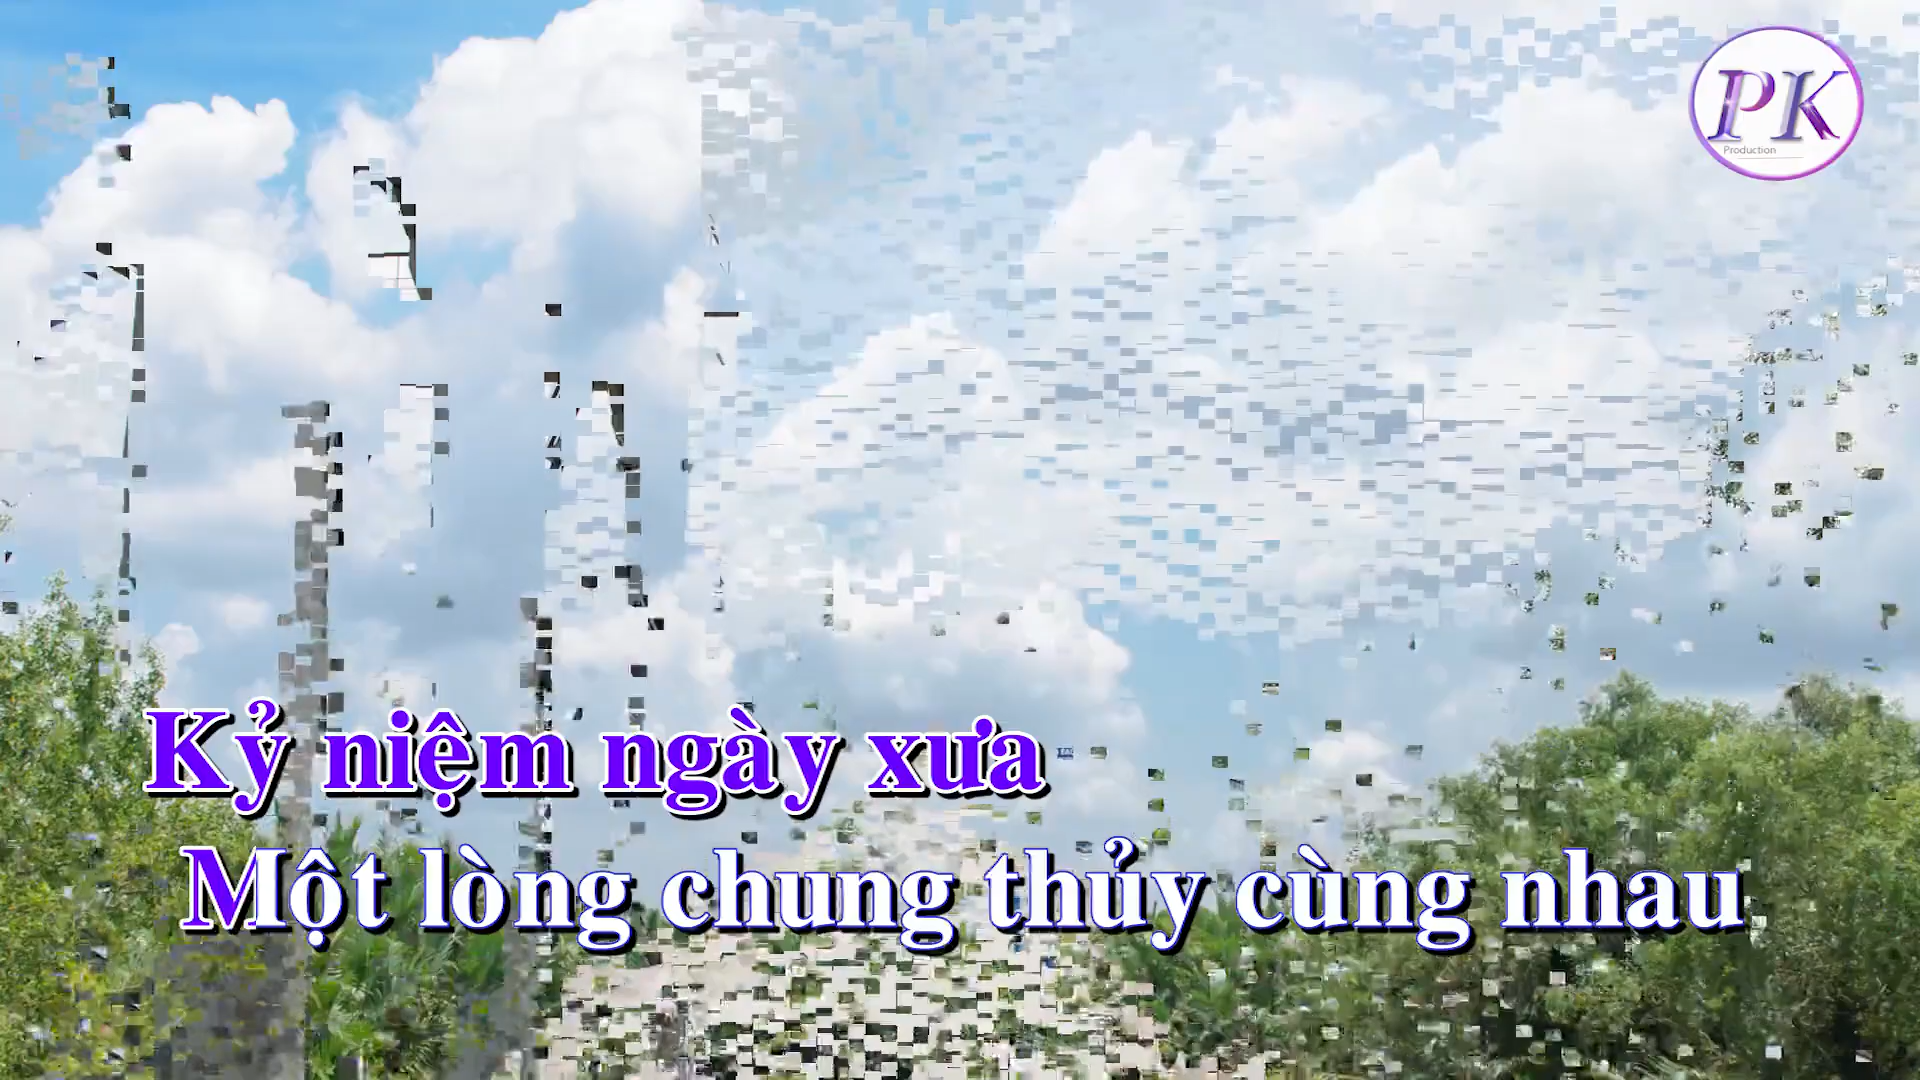 PK
Production
Kỷ niệm ngày xưa
Một lòng chung thủy cùng nhau